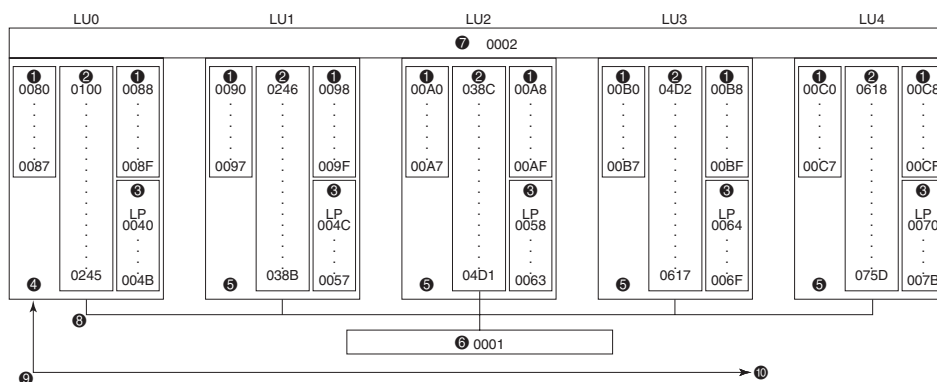 LU0 LU1 LU2 LU3 LU4
❼ 0002
❶ ❷ ❶ ❶ ❷ ❶ ❶ ❷ ❶ ❶ ❷ ❶ ❶ ❷ ❶
0080 0100 0088 0090 0246 0098 00A0 038C 00A8 00B0 04D2 00B8 00C0 0618 00C8
0087 008F 0097 009F 00A7 00AF 00B7 00BF 00C7 00CF
❸ ❸ ❸ ❸ ❸
LP LP LP LP LP
0040 004C 0058 0064 0070
0245 038B 04D1 0617 075D
❹ 004B ❺ 0057 ❺ 0063 ❺ 006F ❺ 007B
❽
❻ 0001
❾ ❿